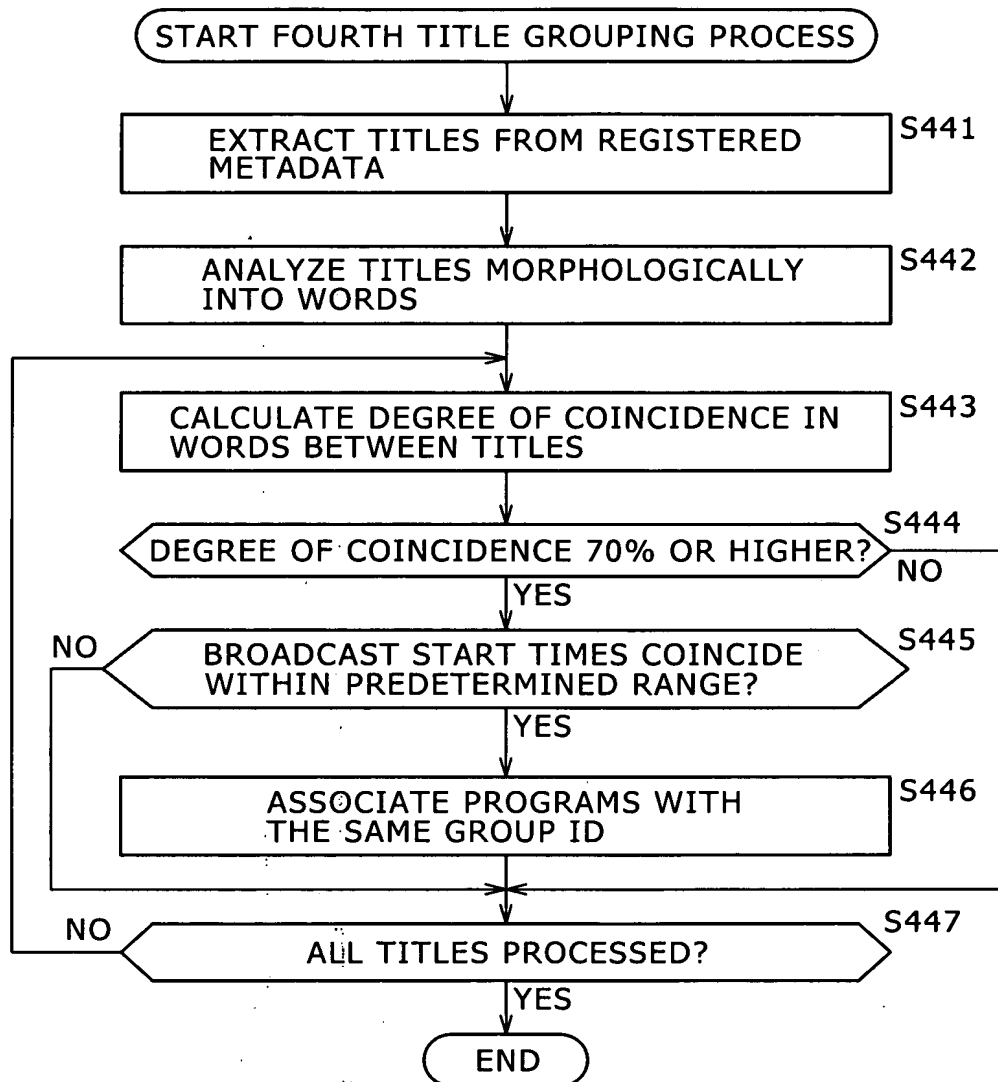 START FOURTH TITLE GROUPING PROCESS
S441
EXTRACT TITLES FROM REGISTERED
METADATA
S442
ANALYZE TITLES MORPHOLOGICALLY
INTO WORDS
S443
CALCULATE DEGREE OF COINCIDENCE IN
WORDS BETWEEN TITLES
S444
DEGREE OF COINCIDENCE 70% OR HIGHER?
NO
YES
S445
NO
BROADCAST START TIMES COINCIDE
WITHIN PREDETERMINED RANGE?
YES
S446
ASSOCIATE PROGRAMS WITH
THE SAME GROUP ID
S447
NO
ALL TITLES PROCESSED?
YES
END